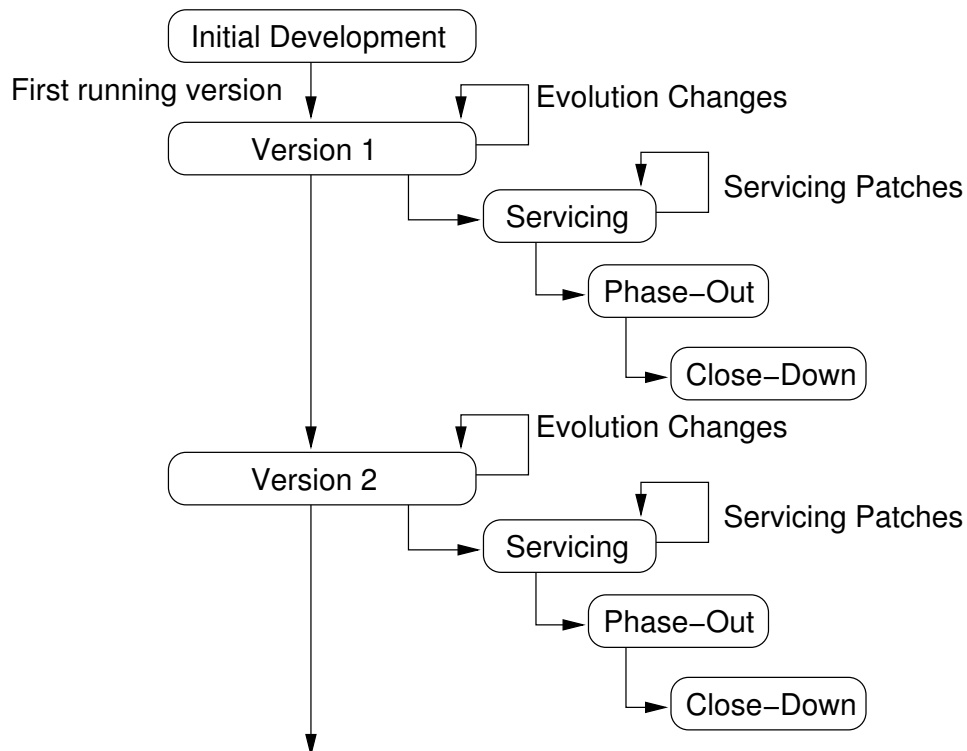 Initial Development
First running version
Evolution Changes
Version 1
Servicing Patches
Servicing
Phase−Out
Close−Down
Evolution Changes
Version 2
Servicing Patches
Servicing
Phase−Out
Close−Down